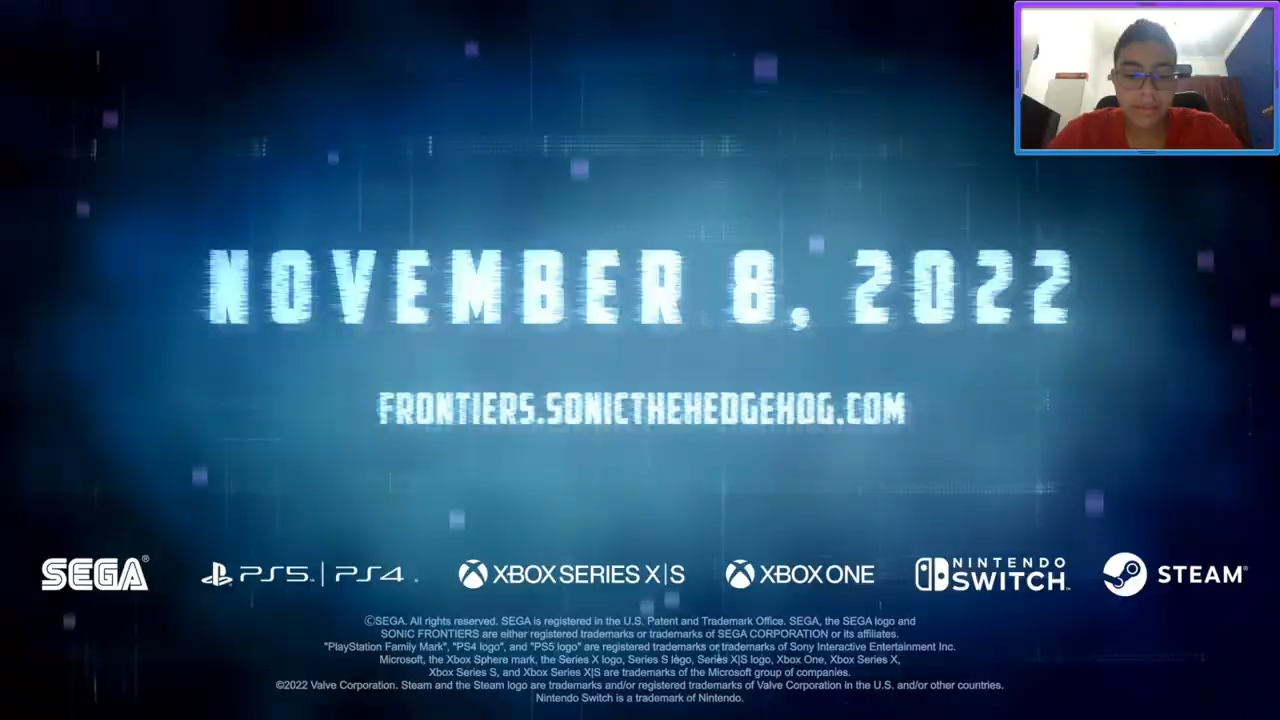 NOVEMBER 8, 2022
FRONTIERS.SONICTHEHEDGEHOG.COM
SEGA® PS5™ | PS4 XBOX SERIES X|S XBOX ONE NINTENDO SWITCH™ STEAM®
©SEGA. All rights reserved. SEGA is registered in the U.S. Patent and Trademark Office. SEGA, the SEGA logo and
SONIC FRONTIERS are either registered trademarks or trademarks of SEGA CORPORATION or its affiliates.
"PlayStation Family Mark", "PS4 logo", and "PS5 logo" are registered trademarks or trademarks of Sony Interactive Entertainment Inc.
Microsoft, the Xbox Sphere mark, the Series X logo, Series S logo, Series X|S logo, Xbox One, Xbox Series X,
Xbox Series S, and Xbox Series X|S are trademarks of the Microsoft group of companies.
©2022 Valve Corporation. Steam and the Steam logo are trademarks and/or registered trademarks of Valve Corporation in the U.S. and/or other countries.
Nintendo Switch is a trademark of Nintendo.